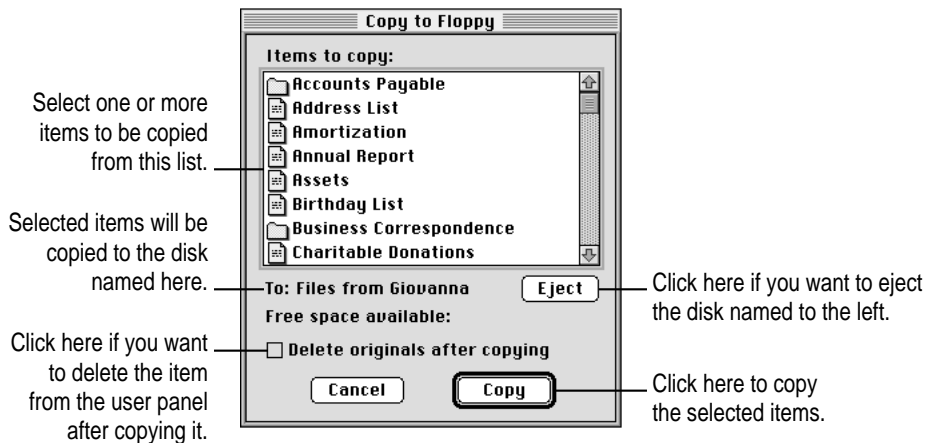 Copy to Floppy
Items to copy:
Accounts Payable
Address List
Amortization
Annual Report
Assets
Birthday List
Business Correspondence
Charitable Donations
To: Files from Giovanna
Eject
Free space available:
Delete originals after copying
Cancel
Copy
Select one or more
items to be copied
from this list.
Selected items will be
copied to the disk
named here.
Click here if you want
to delete the item
from the user panel
after copying it.
Click here if you want to eject
the disk named to the left.
Click here to copy
the selected items.